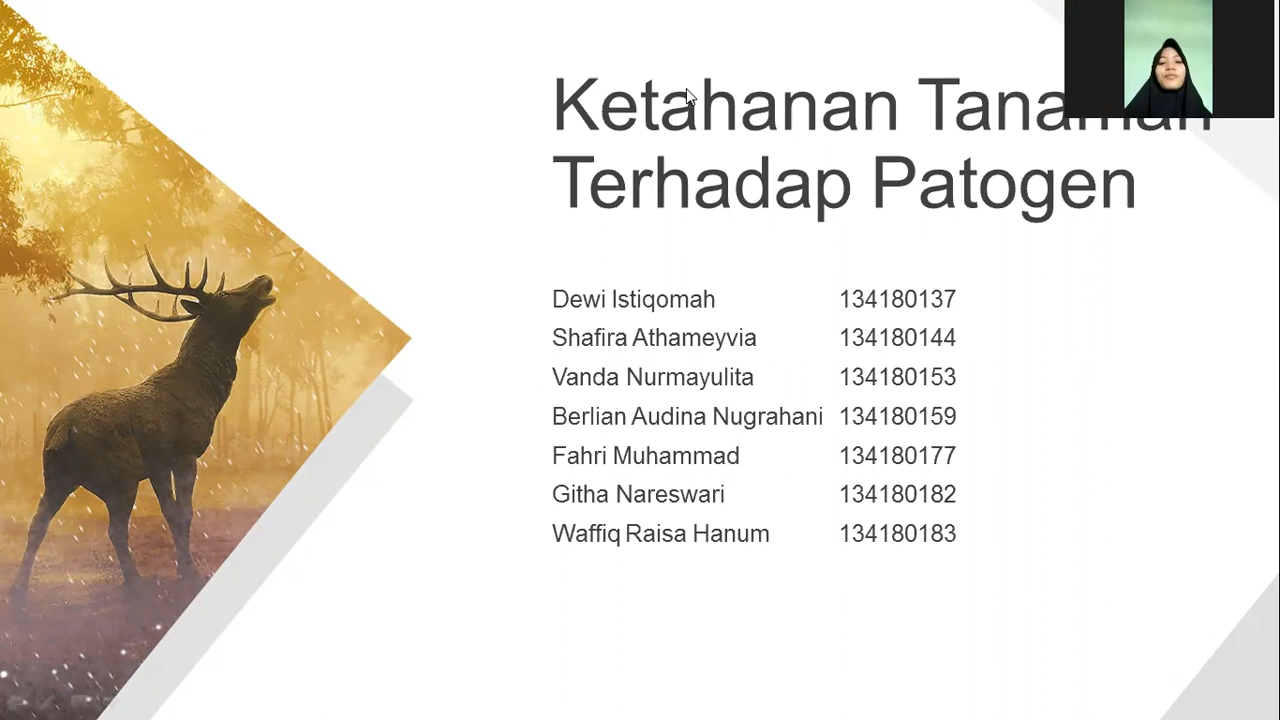 Ketahanan Tanaman
Terhadap Patogen
Dewi Istiqomah 134180137
Shafira Athameyvia 134180144
Vanda Nurmayulita 134180153
Berlian Audina Nugrahani 134180159
Fahri Muhammad 134180177
Githa Nareswari 134180182
Waffiq Raisa Hanum 134180183